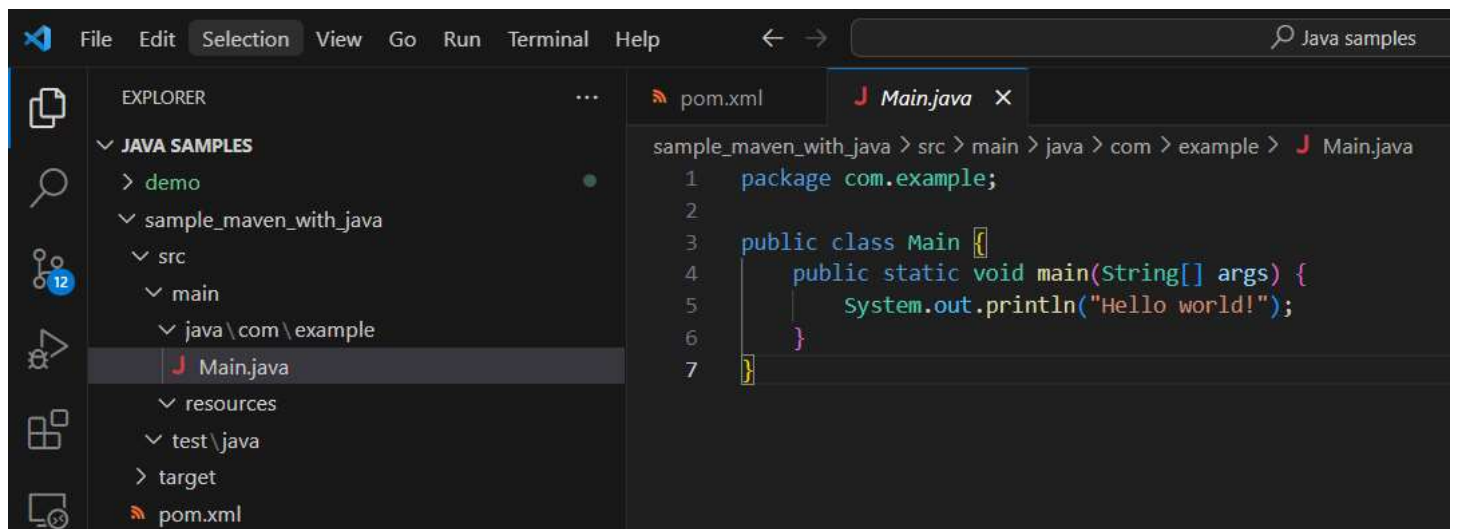 File Edit Selection View Go Run Terminal Help Java samples
EXPLORER ...
JAVA SAMPLES
demo
sample_maven_with_java
src
main
java\com\example
J Main.java
resources
test\java
target
pom.xml
12
pom.xml J Main.java
sample_maven_with_java > src > main > java > com > example > J Main.java
1 package com.example;
2
3 public class Main {
4 public static void main(String[] args) {
5 System.out.println("Hello world!");
6 }
7 }